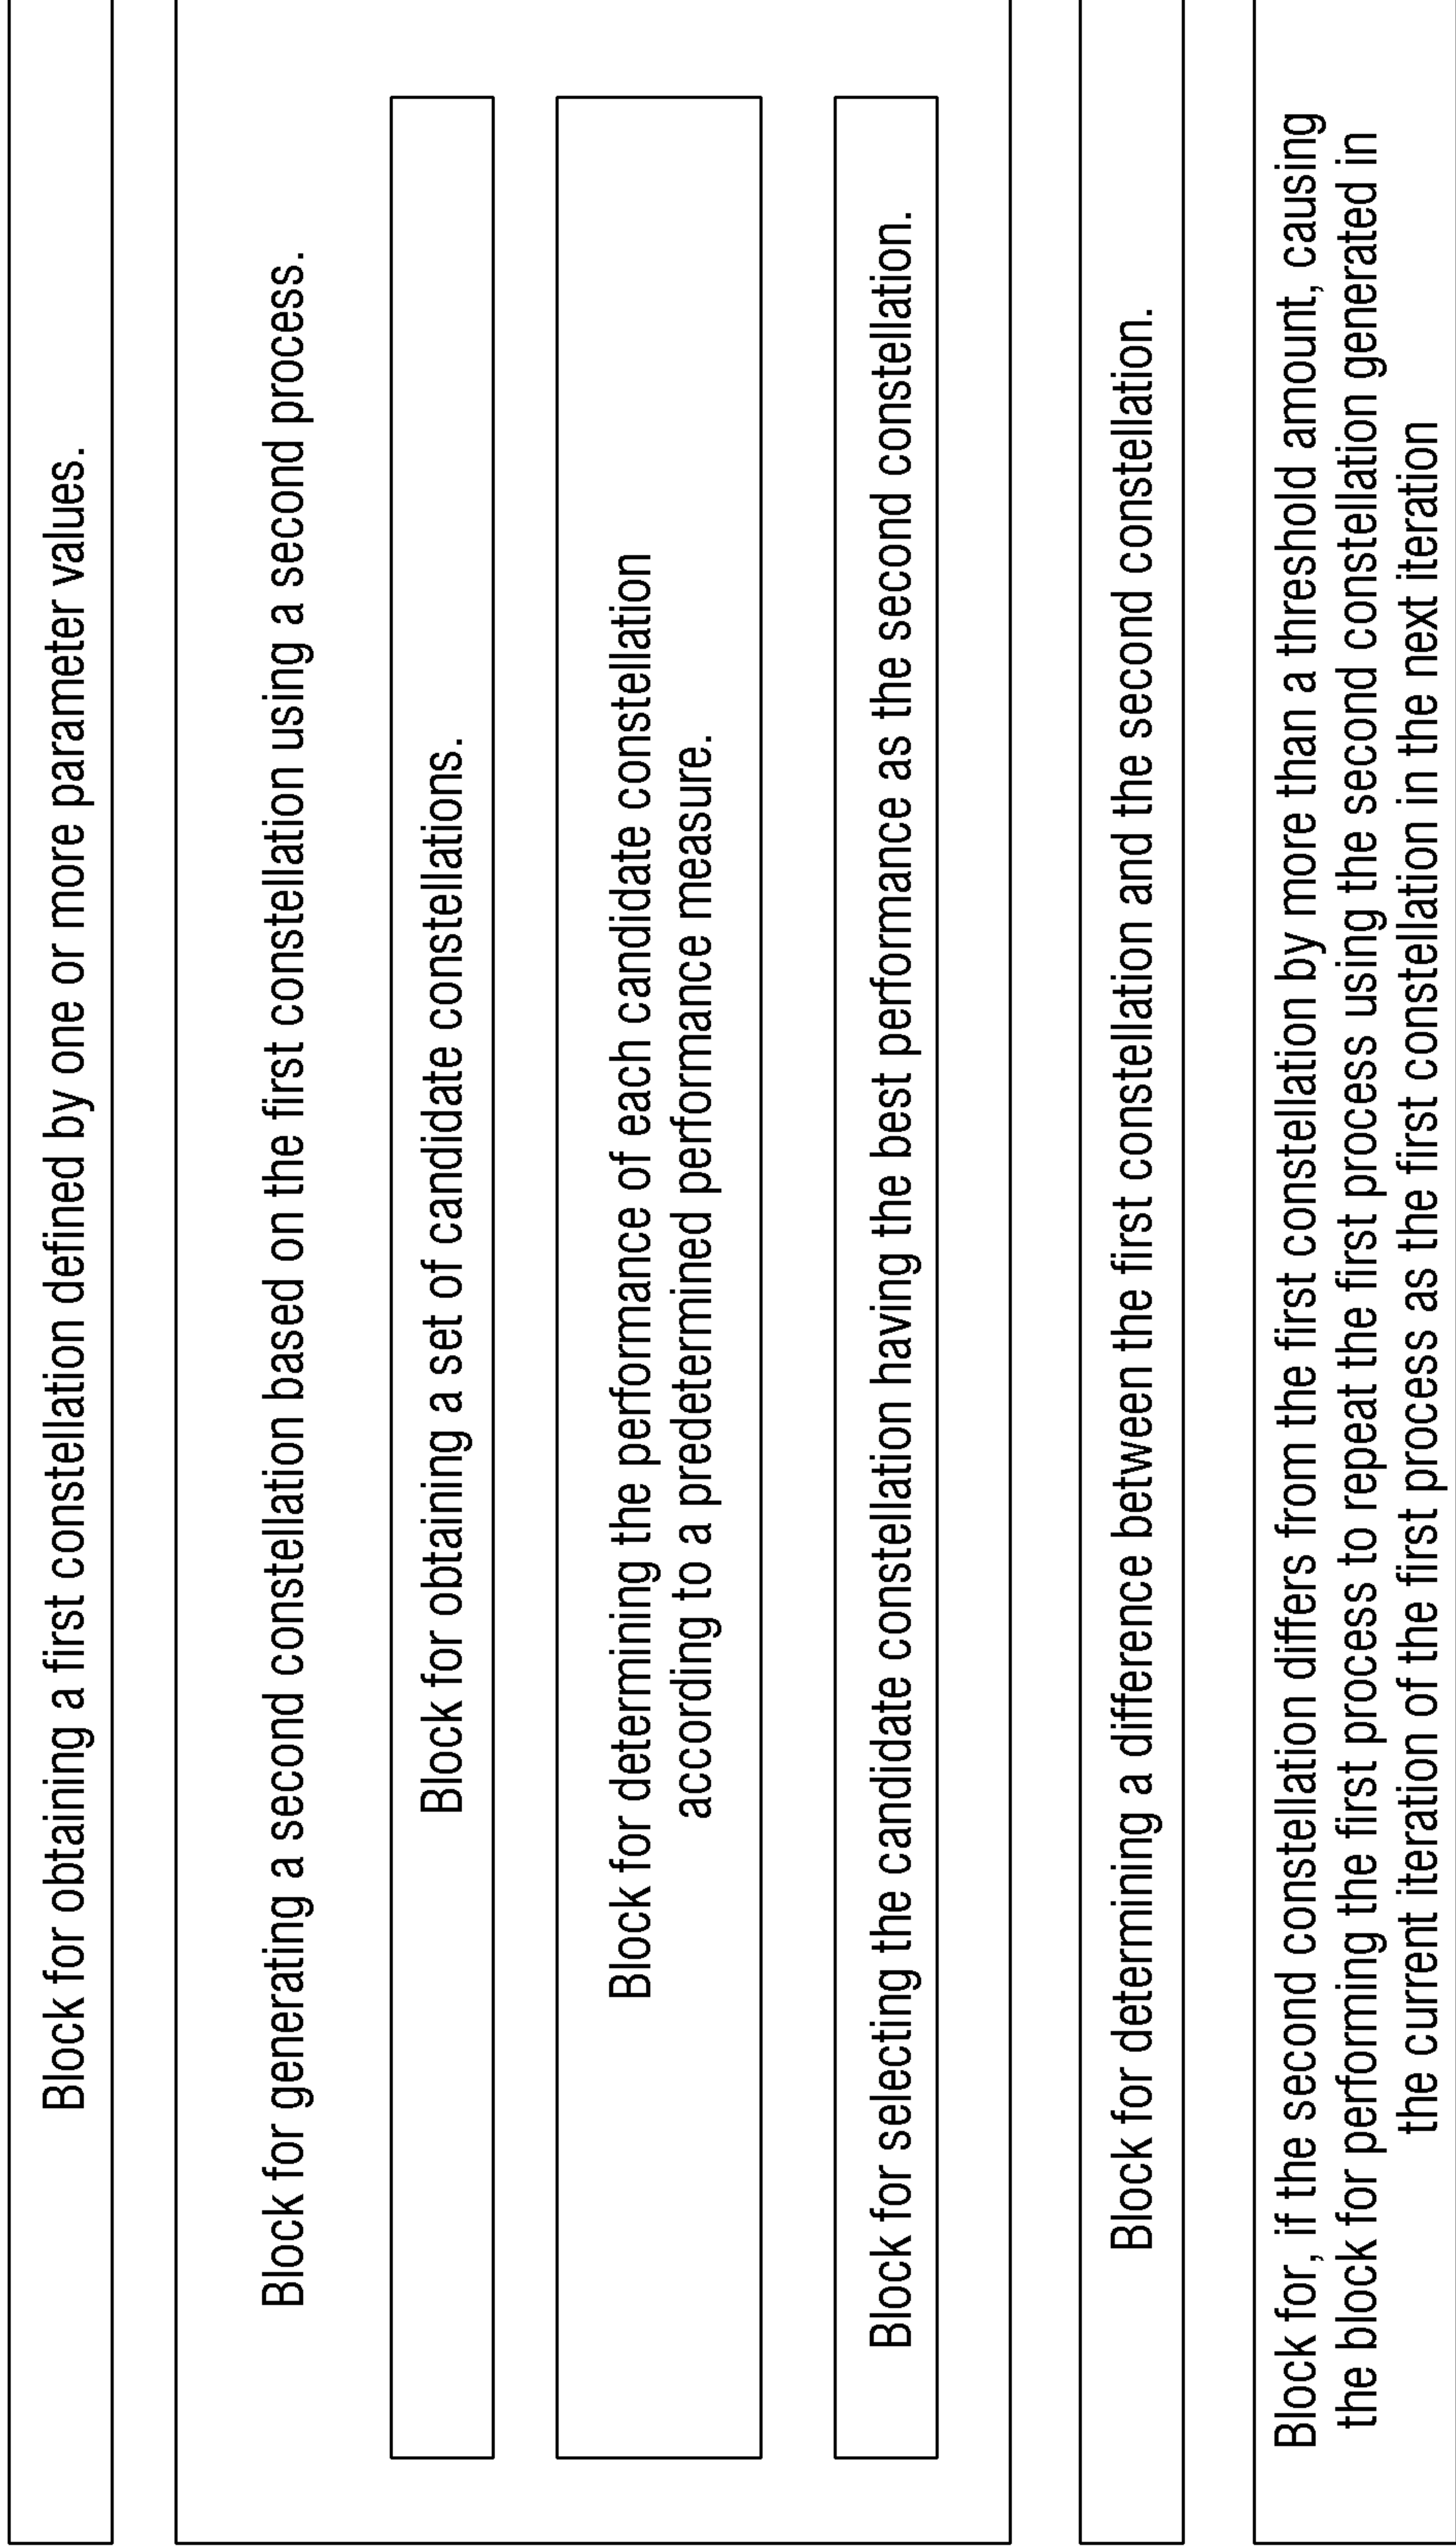 Block for obtaining a first constellation defined by one or more parameter values.
Block for generating a second constellation based on the first constellation using a second process.
Block for obtaining a set of candidate constellations.
Block for determining the performance of each candidate constellation
according to a predetermined performance measure.
Block for selecting the candidate constellation having the best performance as the second constellation.
Block for determining a difference between the first constellation and the second constellation.
Block for, if the second constellation differs from the first constellation by more than a threshold amount, causing
the block for performing the first process to repeat the first process using the second constellation generated in
the current iteration of the first process as the first constellation in the next iteration